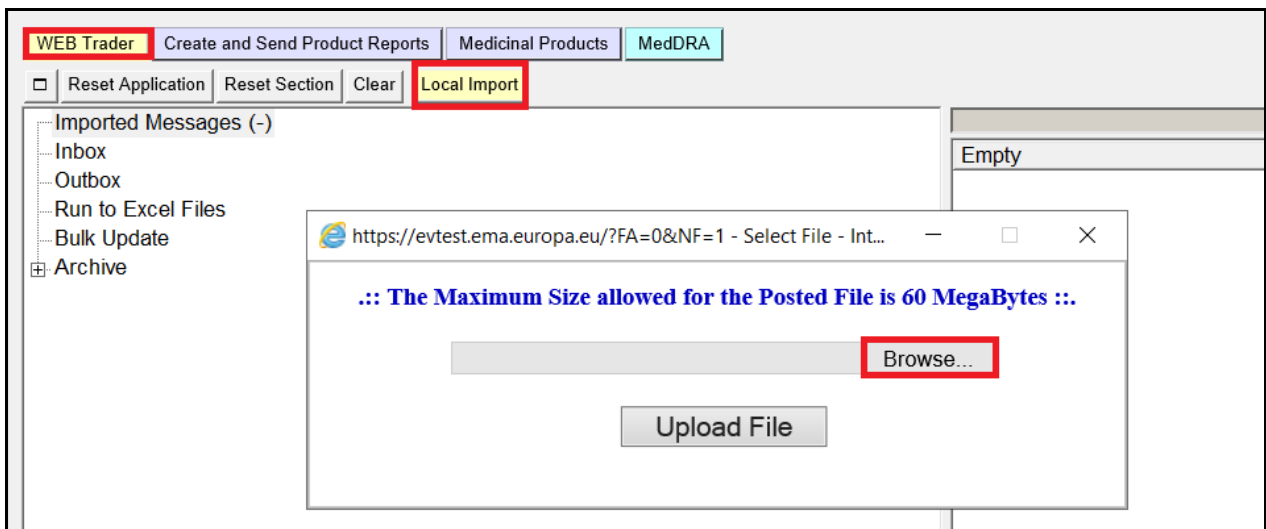 WEB Trader Create and Send Product Reports Medicinal Products MedDRA
Reset Application Reset Section Clear Local Import
Imported Messages (-)
Inbox
Outbox
Run to Excel Files
Bulk Update
Archive
Empty
https://evtest.ema.europa.eu/?FA=0&NF=1 - Select File - Int...
.:: The Maximum Size allowed for the Posted File is 60 MegaBytes ::.
Browse...
Upload File